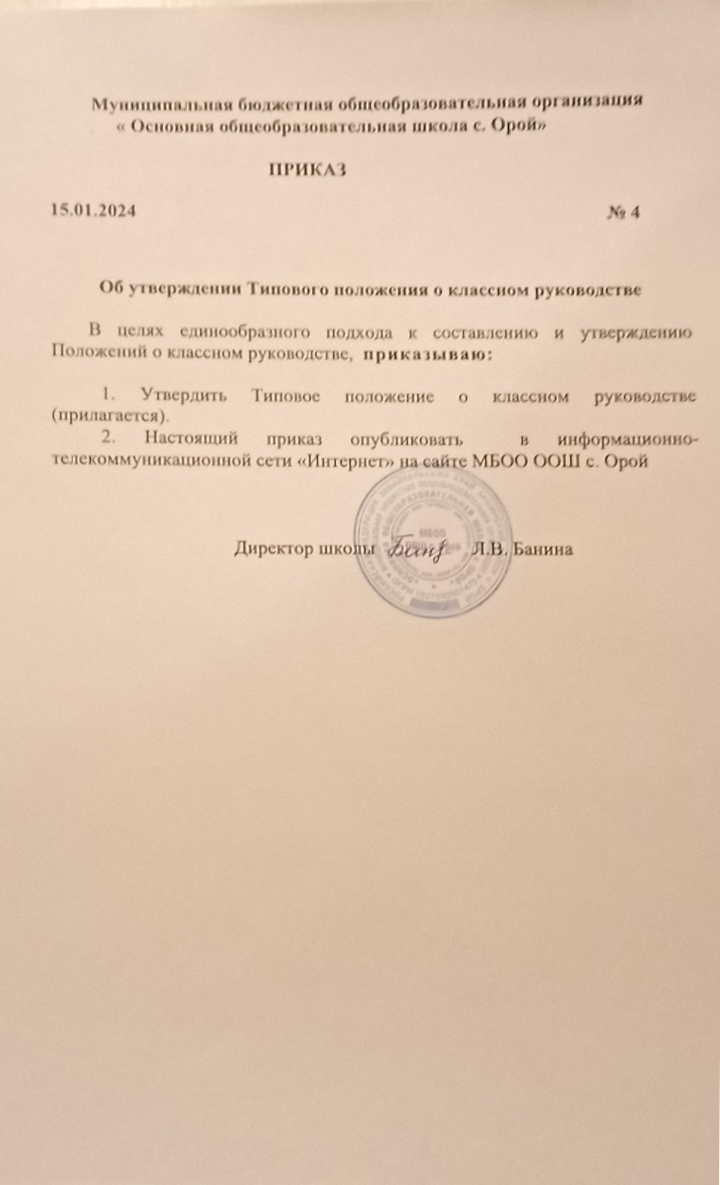 Муниципальная бюджетная общеобразовательная организация
« Основная общеобразовательная школа с. Орой»
ПРИКАЗ
15.01.2024 № 4
Об утверждении Типового положения о классном руководстве
В целях единообразного подхода к составлению и утверждению
Положений о классном руководстве, приказываю:
1. Утвердить Типовое положение о классном руководстве
(прилагается).
2. Настоящий приказ опубликовать в информационно-
телекоммуникационной сети «Интернет» на сайте МБОО ООШ с. Орой
МБОО
Директор школы Л.В. Банина